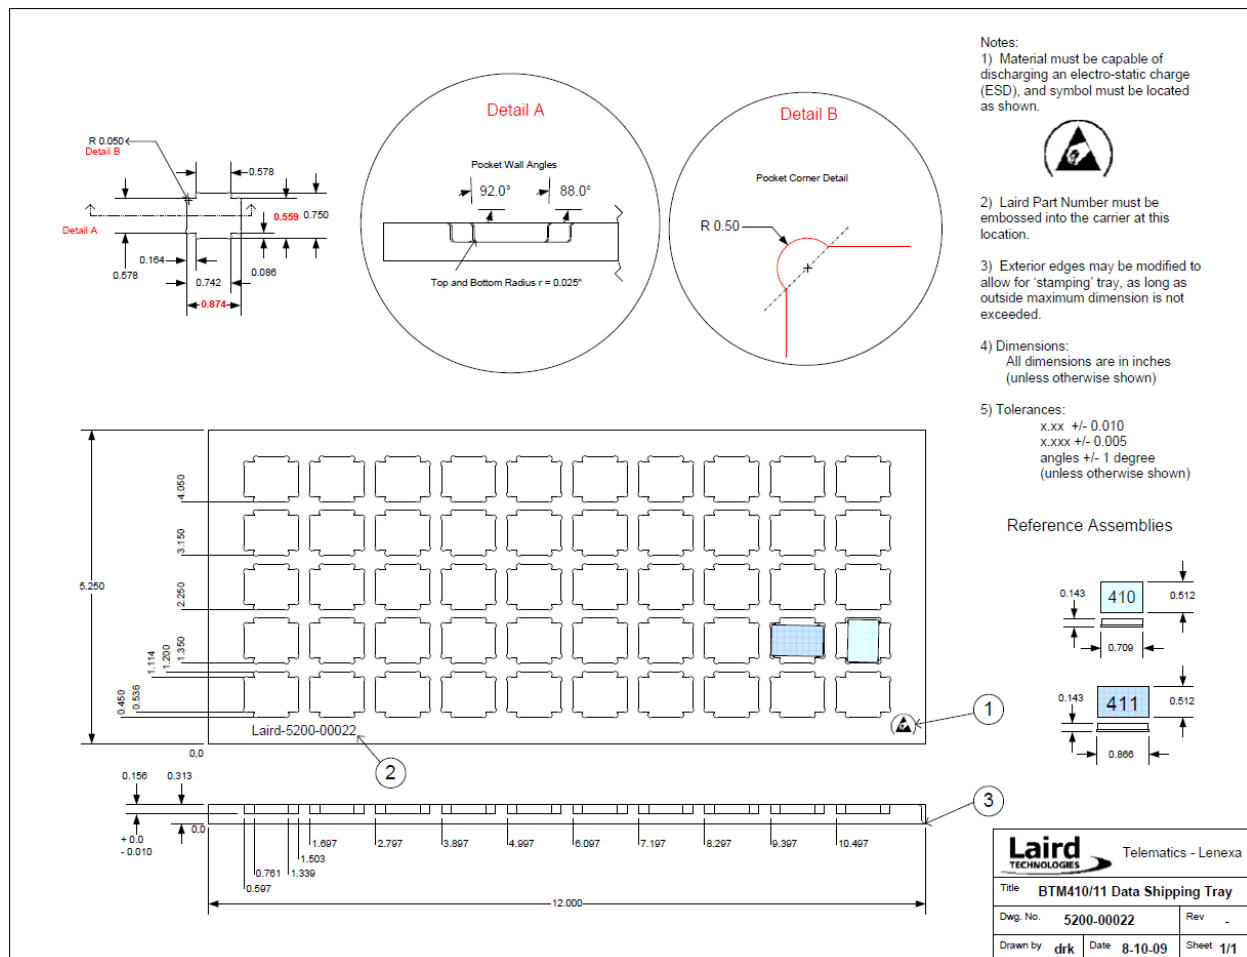 Notes:
1) Material must be capable of
discharging an electro-static charge
(ESD), and symbol must be located
as shown.
2) Laird Part Number must be
embossed into the carrier at this
location.
3) Exterior edges may be modified to
allow for 'stamping' tray, as long as
outside maximum dimension is not
exceeded.
4) Dimensions:
All dimensions are in inches
(unless otherwise shown)
5) Tolerances:
x.xx +/- 0.010
x.xxx +/- 0.005
angles +/- 1 degree
(unless otherwise shown)
R 0.050
Detail B
0.578
0.559
0.750
Detail A
0.578
0.164
0.742
0.086
0.874
Detail A
Pocket Wall Angles
92.0°
88.0°
Top and Bottom Radius r = 0.025"
Detail B
Pocket Corner Detail
R 0.50
5.250
4.050
3.150
2.250
1.350
1.200
1.114
0.536
0.450
0,0
Laird-5200-00022
1
2
Reference Assemblies
0.143
410
0.512
0.709
0.143
411
0.512
0.866
0.156
0.313
+ 0.0
- 0.010
0,0
3
1.697
2.797
3.897
4.997
6.097
7.197
8.297
9.397
10.497
1.503
1.339
0.761
0.597
12.000
Laird
TECHNOLOGIES
Telematics - Lenexa
Title BTM410/11 Data Shipping Tray
Dwg. No. 5200-00022 Rev -
Drawn by drk Date 8-10-09 Sheet 1/1